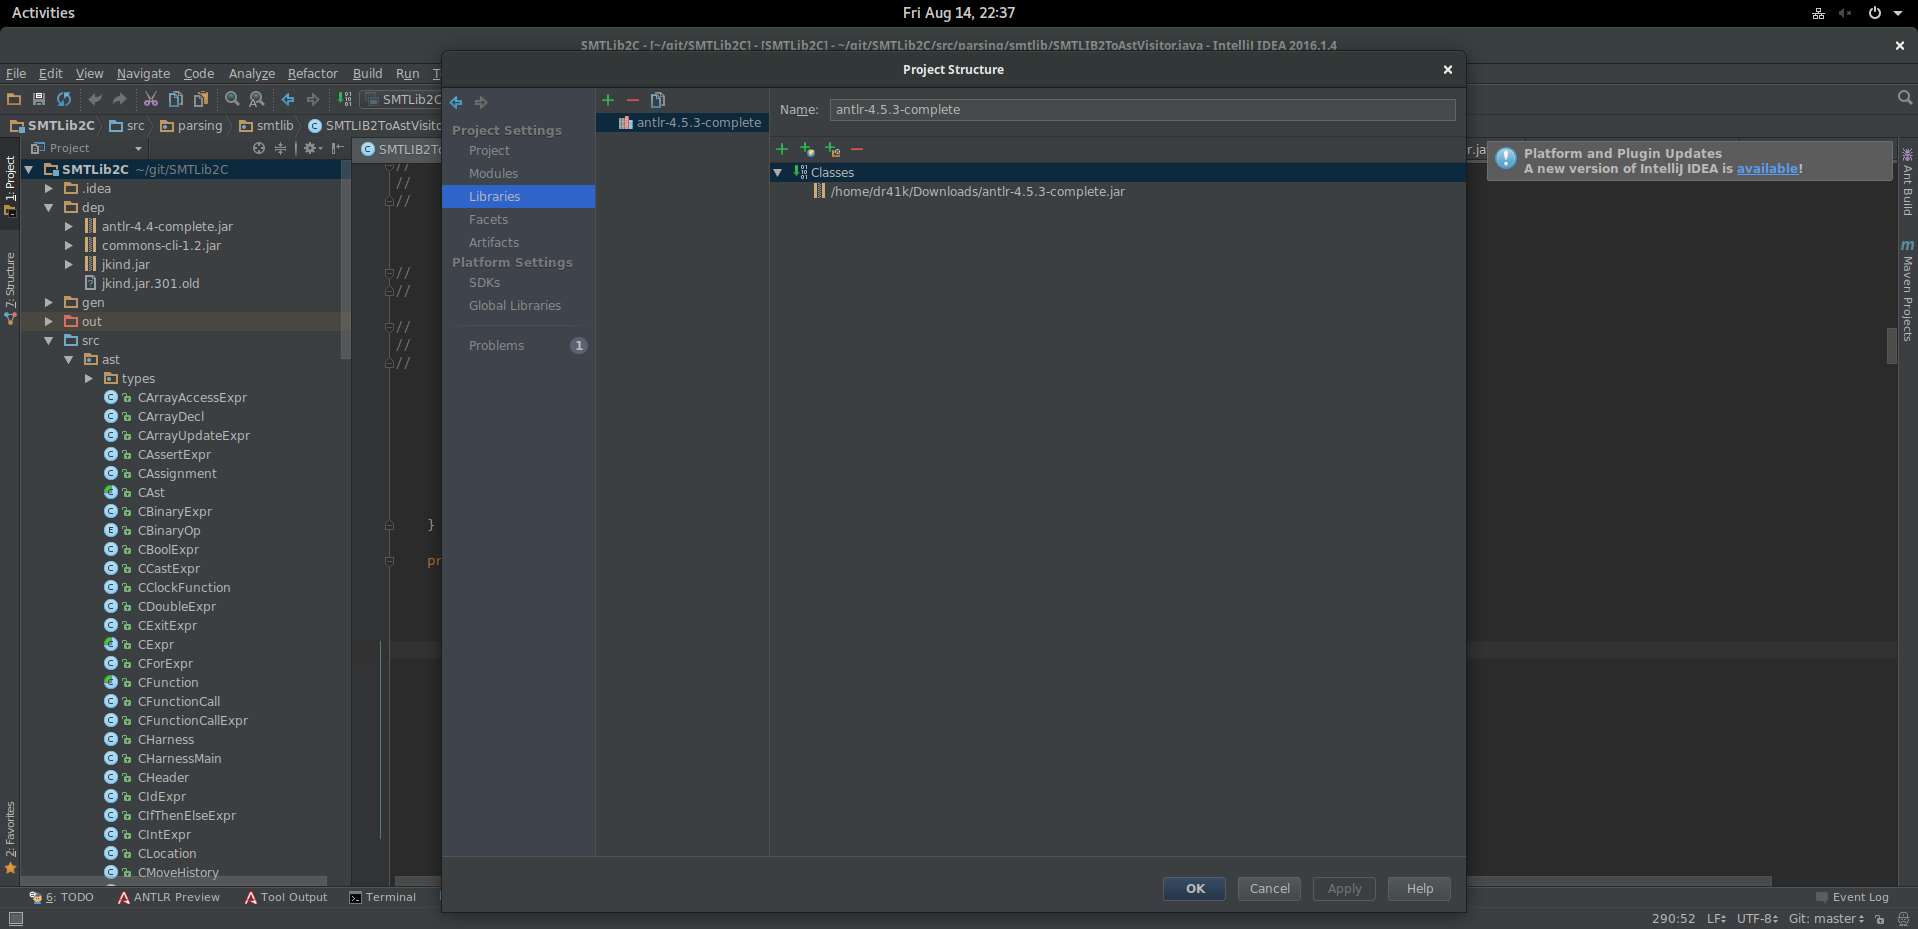 Activities
Fri Aug 14, 22:37
SMTLib2C - [~/git/SMTLib2C] - [SMTLib2C] - ~/git/SMTLib2C/src/parsing/smtlib/SMTLIB2ToAstVisitor.java - IntelliJ IDEA 2016.1.4
File Edit View Navigate Code Analyze Refactor Build Run T
SMTLib2C
SMTLib2C src parsing smtlib SMTLIB2ToAstVisito
Project
SMTLIB2To
r.ja
1: Project
7: Structure
2: Favorites
SMTLib2C ~/git/SMTLib2C
.idea
dep
antlr-4.4-complete.jar
commons-cli-1.2.jar
jkind.jar
jkind.jar.301.old
gen
out
src
ast
types
CArrayAccessExpr
CArrayDecl
CArrayUpdateExpr
CAssertExpr
CAssignment
CAst
CBinaryExpr
CBinaryOp
CBoolExpr
CCastExpr
CClockFunction
CDoubleExpr
CExitExpr
CExpr
CForExpr
CFunction
CFunctionCall
CFunctionCallExpr
CHarness
CHarnessMain
CHeader
CIdExpr
CIfThenElseExpr
CIntExpr
CLocation
CMoveHistory
//
//
//
//
//
//
//
//
}
pr
Project Structure
Project Settings
Project
Modules
Libraries
Facets
Artifacts
Platform Settings
SDKs
Global Libraries
Problems 1
antlr-4.5.3-complete
Name: antlr-4.5.3-complete
Classes
/home/dr41k/Downloads/antlr-4.5.3-complete.jar
OK Cancel Apply Help
Platform and Plugin Updates
A new version of IntelliJ IDEA is available!
Ant Build
Maven Projects
6: TODO ANTLR Preview Tool Output Terminal
Event Log
290:52 LF UTF-8 Git: master